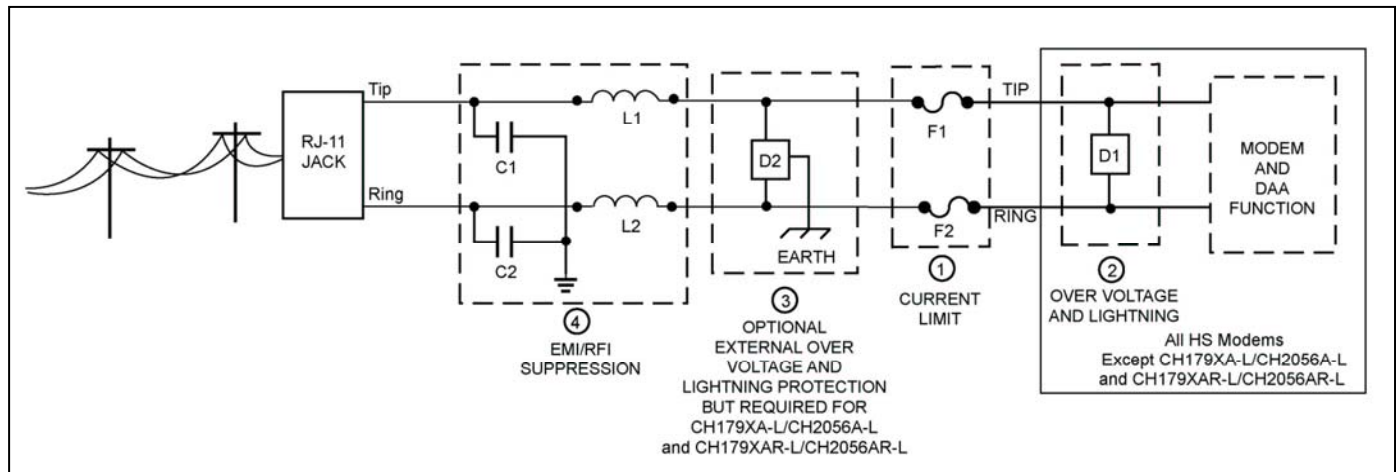 RJ-11
JACK
Tip
Ring
C1
C2
L1
L2
④
EMI/RFI
SUPPRESSION
D2
EARTH
③
OPTIONAL
EXTERNAL OVER
VOLTAGE AND
LIGHTNING PROTECTION
BUT REQUIRED FOR
CH179XA-L/CH2056A-L
and CH179XAR-L/CH2056AR-L
F1
F2
①
CURRENT
LIMIT
TIP
RING
D1
②
OVER VOLTAGE
AND LIGHTNING
MODEM
AND
DAA
FUNCTION
All HS Modems
Except CH179XA-L/CH2056A-L
and CH179XAR-L/CH2056AR-L